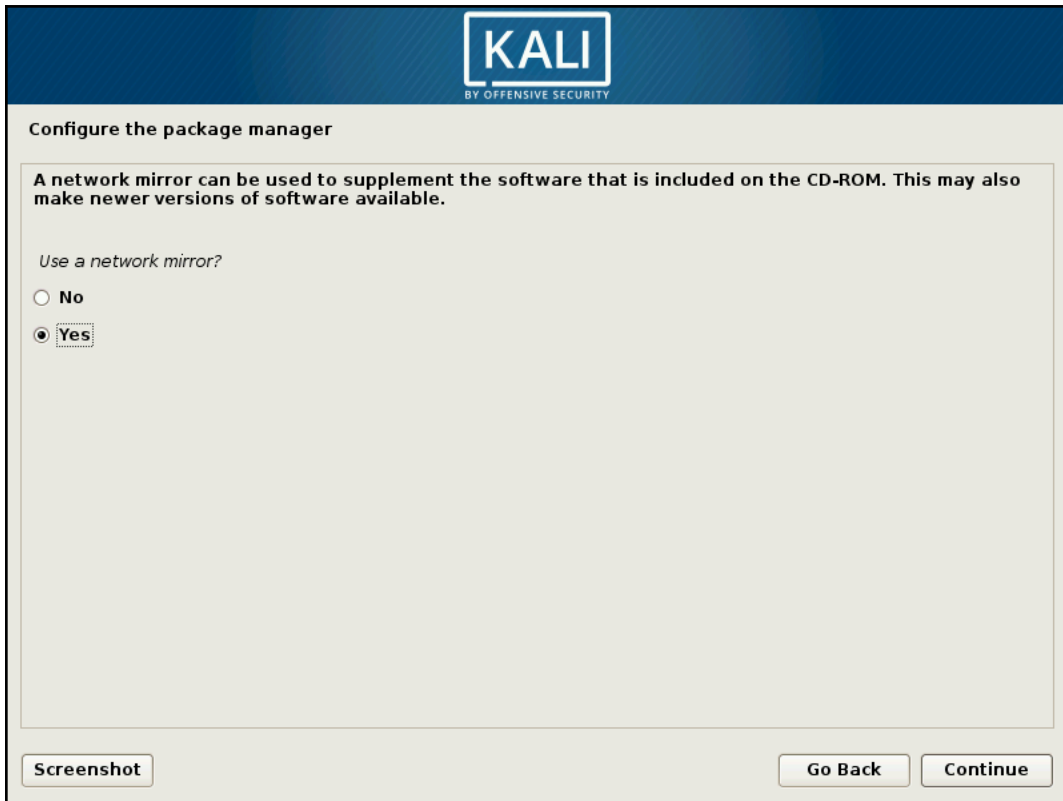 KALI
BY OFFENSIVE SECURITY
Configure the package manager
A network mirror can be used to supplement the software that is included on the CD-ROM. This may also
make newer versions of software available.
Use a network mirror?
No
Yes
Screenshot
Go Back
Continue